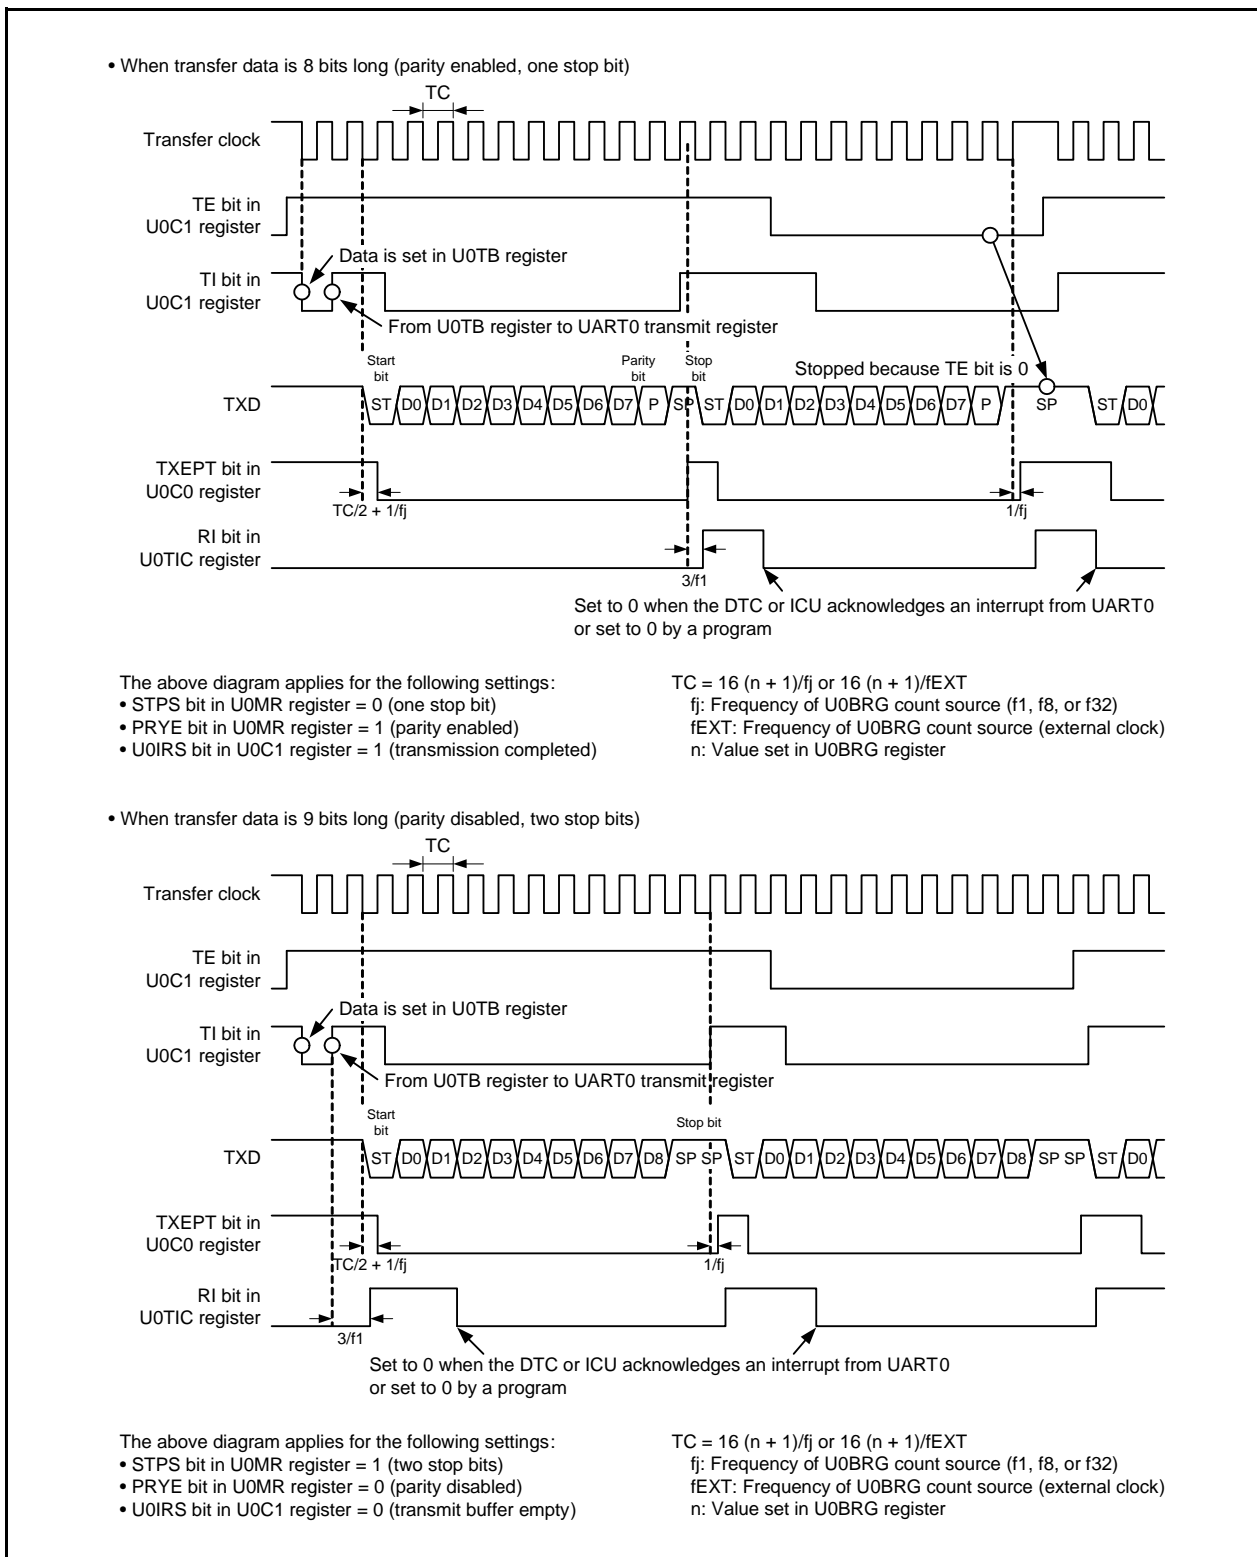 • When transfer data is 8 bits long (parity enabled, one stop bit)
TC
Transfer clock
TE bit in
U0C1 register
Data is set in U0TB register
TI bit in
U0C1 register
From U0TB register to UART0 transmit register
Start
bit
Parity
bit
Stop
bit
Stopped because TE bit is 0
TXD
ST D0 D1 D2 D3 D4 D5 D6 D7 P SP ST D0 D1 D2 D3 D4 D5 D6 D7 P SP ST D0
TXEPT bit in
U0C0 register
TC/2 + 1/fj
1/fj
RI bit in
U0TIC register
3/f1
Set to 0 when the DTC or ICU acknowledges an interrupt from UART0
or set to 0 by a program
The above diagram applies for the following settings:
• STPS bit in U0MR register = 0 (one stop bit)
• PRYE bit in U0MR register = 1 (parity enabled)
• U0IRS bit in U0C1 register = 1 (transmission completed)
TC = 16 (n + 1)/fj or 16 (n + 1)/fEXT
fj: Frequency of U0BRG count source (f1, f8, or f32)
fEXT: Frequency of U0BRG count source (external clock)
n: Value set in U0BRG register
• When transfer data is 9 bits long (parity disabled, two stop bits)
TC
Transfer clock
TE bit in
U0C1 register
Data is set in U0TB register
TI bit in
U0C1 register
From U0TB register to UART0 transmit register
Start
bit
Stop bit
TXD
ST D0 D1 D2 D3 D4 D5 D6 D7 D8 SP SP ST D0 D1 D2 D3 D4 D5 D6 D7 D8 SP SP ST D0
TXEPT bit in
U0C0 register
TC/2 + 1/fj
1/fj
RI bit in
U0TIC register
3/f1
Set to 0 when the DTC or ICU acknowledges an interrupt from UART0
or set to 0 by a program
The above diagram applies for the following settings:
• STPS bit in U0MR register = 1 (two stop bits)
• PRYE bit in U0MR register = 0 (parity disabled)
• U0IRS bit in U0C1 register = 0 (transmit buffer empty)
TC = 16 (n + 1)/fj or 16 (n + 1)/fEXT
fj: Frequency of U0BRG count source (f1, f8, or f32)
fEXT: Frequency of U0BRG count source (external clock)
n: Value set in U0BRG register